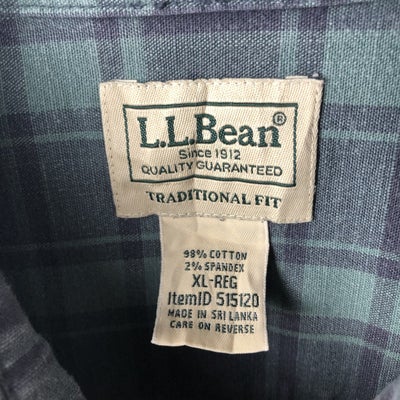 L.L.Bean®
Since 1912
QUALITY GUARANTEED
TRADITIONAL FIT
98% COTTON
2% SPANDEX
XL-REG
ItemID 515120
MADE IN SRI LANKA
CARE ON REVERSE